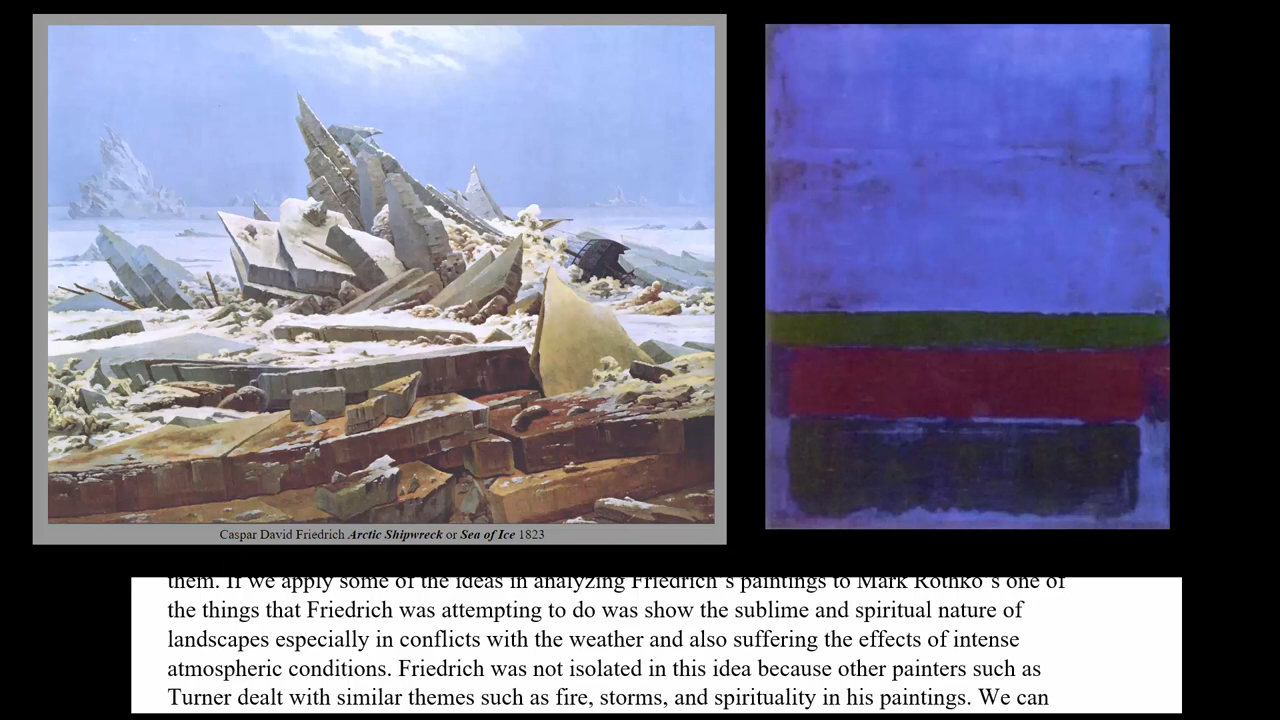 Caspar David Friedrich Arctic Shipwreck or Sea of Ice 1823
them. If we apply some of the ideas in analyzing Friedrich's paintings to Mark Rothko's one of
the things that Friedrich was attempting to do was show the sublime and spiritual nature of
landscapes especially in conflicts with the weather and also suffering the effects of intense
atmospheric conditions. Friedrich was not isolated in this idea because other painters such as
Turner dealt with similar themes such as fire, storms, and spirituality in his paintings. We can